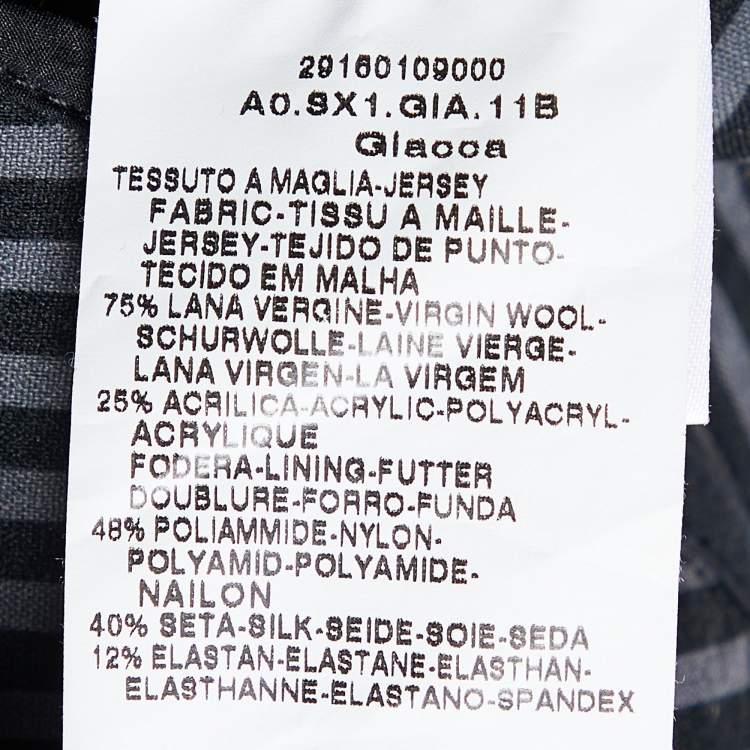 29160109000
A0.SX1.GIA.11B
Giacca
TESSUTO A MAGLIA-JERSEY
FABRIC-TISSU A MAILLE-
JERSEY-TEJIDO DE PUNTO-
TECIDO EM MALHA
75% LANA VERGINE-VIRGIN WOOL-
SCHURWOLLE-LAINE VIERGE-
LANA VIRGEN-LA VIRGEM
25% ACRILICA-ACRYLIC-POLYACRYL-
ACRYLIQUE
FODERA-LINING-FUTTER
DOUBLURE-FORRO-FUNDA
48% POLIAMMIDE-NYLON-
POLYAMID-POLYAMIDE-
NAILON
40% SETA-SILK-SEIDE-SOIE-SEDA
12% ELASTAN-ELASTANE-ELASTHAN-
ELASTHANNE-ELASTANO-SPANDEX